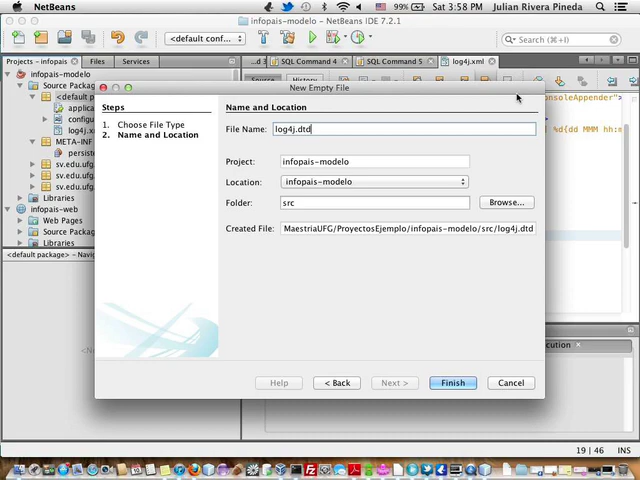 NetBeans 99% Sat 3:58 PM Julian Rivera Pineda
infopais-modelo - NetBeans IDE 7.2.1
<default conf...
Search (⌘+I)
Projects - infopais Files Services
...d 3 SQL Command 4 SQL Command 5 log4j.xml
infopais-modelo
Source Packag
<default p
applica
config
log4j.x
META-INF
persiste
sv.edu.ufg.
sv.edu.ufg.
sv.edu.ufg.
Libraries
infopais-web
Web Pages
Source Packag
Libraries
<default package> - Navig
New Empty File
Steps
1. Choose File Type
2. Name and Location
Name and Location
File Name: log4j.dtd
Project: infopais-modelo
Location: infopais-modelo
Folder: src Browse...
Created File: MaestriaUFG/ProyectosEjemplo/infopais-modelo/src/log4j.dtd
Help < Back Next > Finish Cancel
onsoleAppender">
%d{dd MMM hh:m
cution
19 | 46 INS